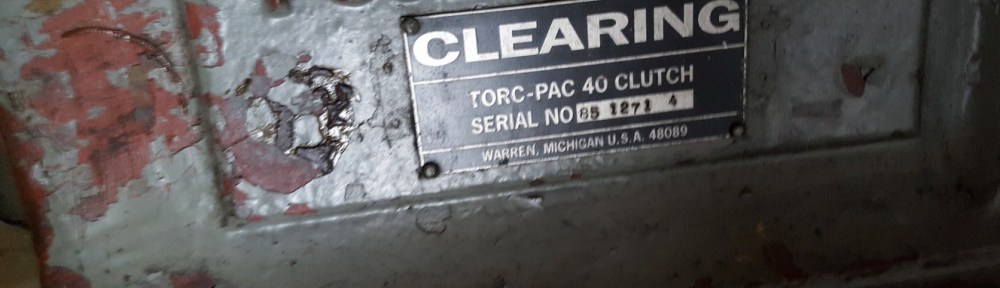 CLEARING
TORC-PAC 40 CLUTCH
SERIAL NO 85 1271 4
WARREN, MICHIGAN U.S.A. 48089